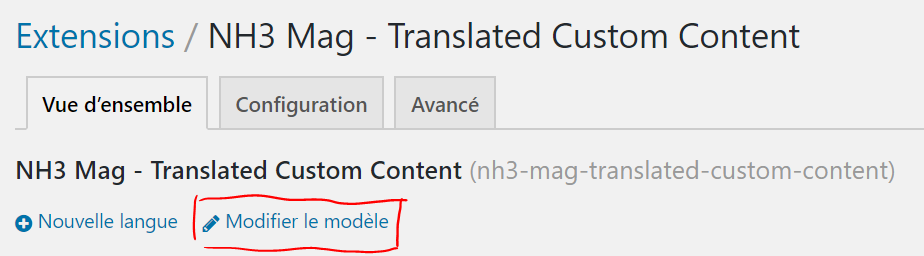 Extensions / NH3 Mag - Translated Custom Content
Vue d’ensemble Configuration Avancé
NH3 Mag - Translated Custom Content (nh3-mag-translated-custom-content)
Nouvelle langue Modifier le modèle